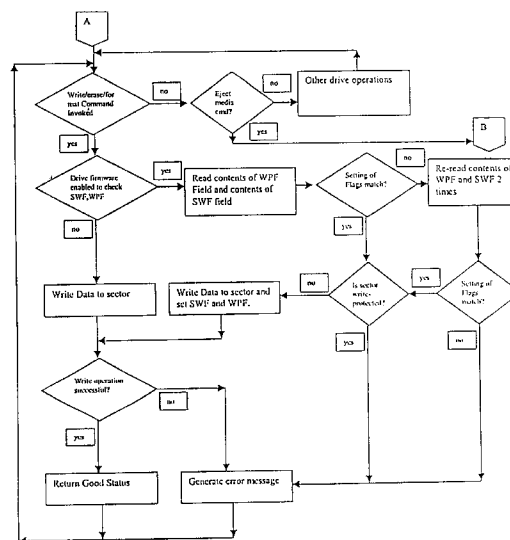 A
Write/erase/for
mat Command
Invoked
no
Eject
media
cmd?
no
Other drive operations
yes
yes
B
Drive firmware
enabled to check
SWF,WPF
yes
Read contents of WPF
Field and contents of
SWF field
Setting of
Flags match?
no
Re-read contents of
WPF and SWF 2
times
no
yes
Write Data to sector
Write Data to sector and
set SWF and WPF.
no
Is sector
write-
protected?
yes
Setting of
Flags
match?
yes
no
Write operation
successful?
no
yes
Return Good Status
Generate error message